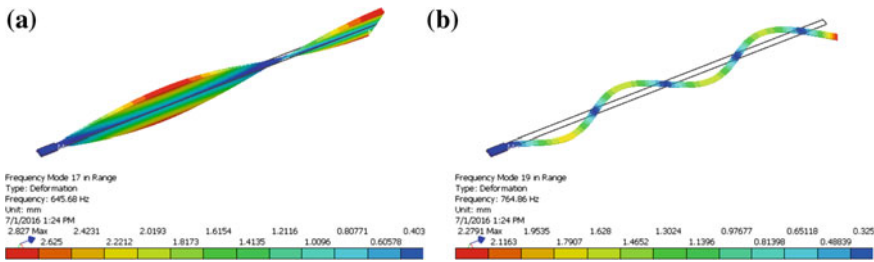 (a)
Frequency Mode 17 in Range
Type: Deformation
Frequency: 645.68 Hz
Unit: mm
7/1/2016 1:24 PM
2.827 Max 2.4231 2.0193 1.6154 1.2116 0.80771 0.403
2.625 2.2212 1.8173 1.4135 1.0096 0.60578
(b)
Frequency Mode 19 in Range
Type: Deformation
Frequency: 764.86 Hz
Unit: mm
7/1/2016 1:24 PM
2.2791 Max 1.9535 1.628 1.3024 0.97677 0.65118 0.325
2.1163 1.7907 1.4652 1.1396 0.81398 0.48839